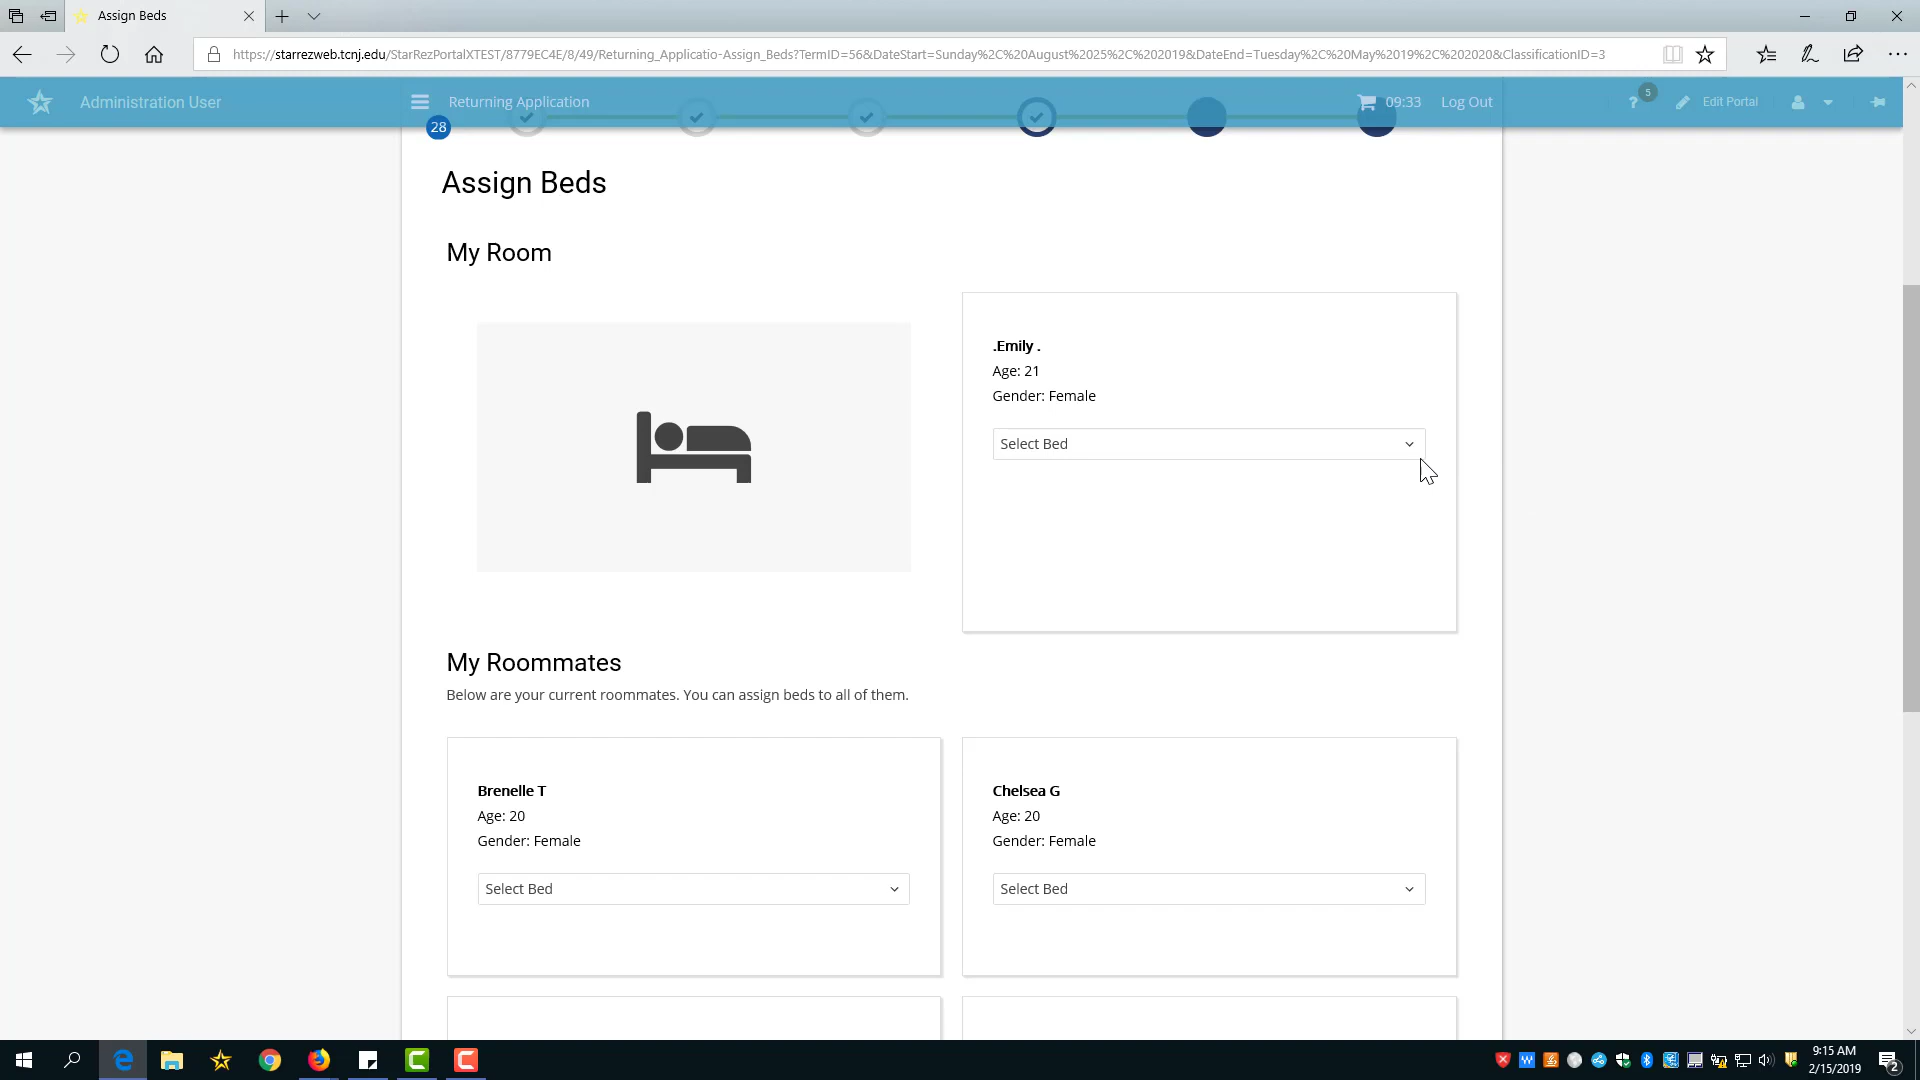 Assign Beds
https://starrezweb.tcnj.edu/StarRezPortalXTEST/8779EC4E/8/49/Returning_Applicatio-Assign_Beds?TermID=56&DateStart=Sunday%2C%20August%2025%2C%202019&DateEnd=Tuesday%2C%20May%2019%2C%202020&ClassificationID=3
Administration User
Returning Application
09:33
Log Out
?
5
Edit Portal
28
Assign Beds
My Room
.Emily .
Age: 21
Gender: Female
Select Bed
My Roommates
Below are your current roommates. You can assign beds to all of them.
Brenelle T
Age: 20
Gender: Female
Select Bed
Chelsea G
Age: 20
Gender: Female
Select Bed
9:15 AM
2/15/2019
2